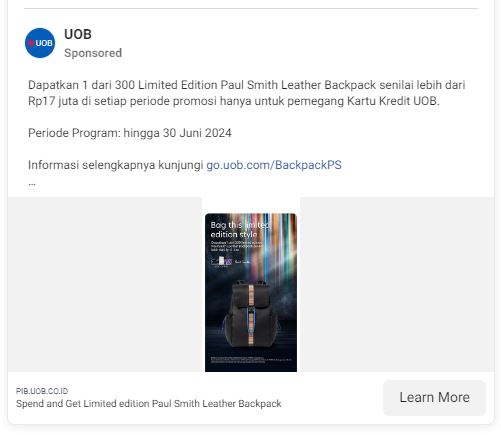 UOB
UOB
Sponsored
Dapatkan 1 dari 300 Limited Edition Paul Smith Leather Backpack senilai lebih dari
Rp17 juta di setiap periode promosi hanya untuk pemegang Kartu Kredit UOB.
Periode Program: hingga 30 Juni 2024
Informasi selengkapnya kunjungi go.uob.com/BackpackPS
...
Bag this limited
edition style
PIB.UOB.CO.ID
Spend and Get Limited edition Paul Smith Leather Backpack
Learn More